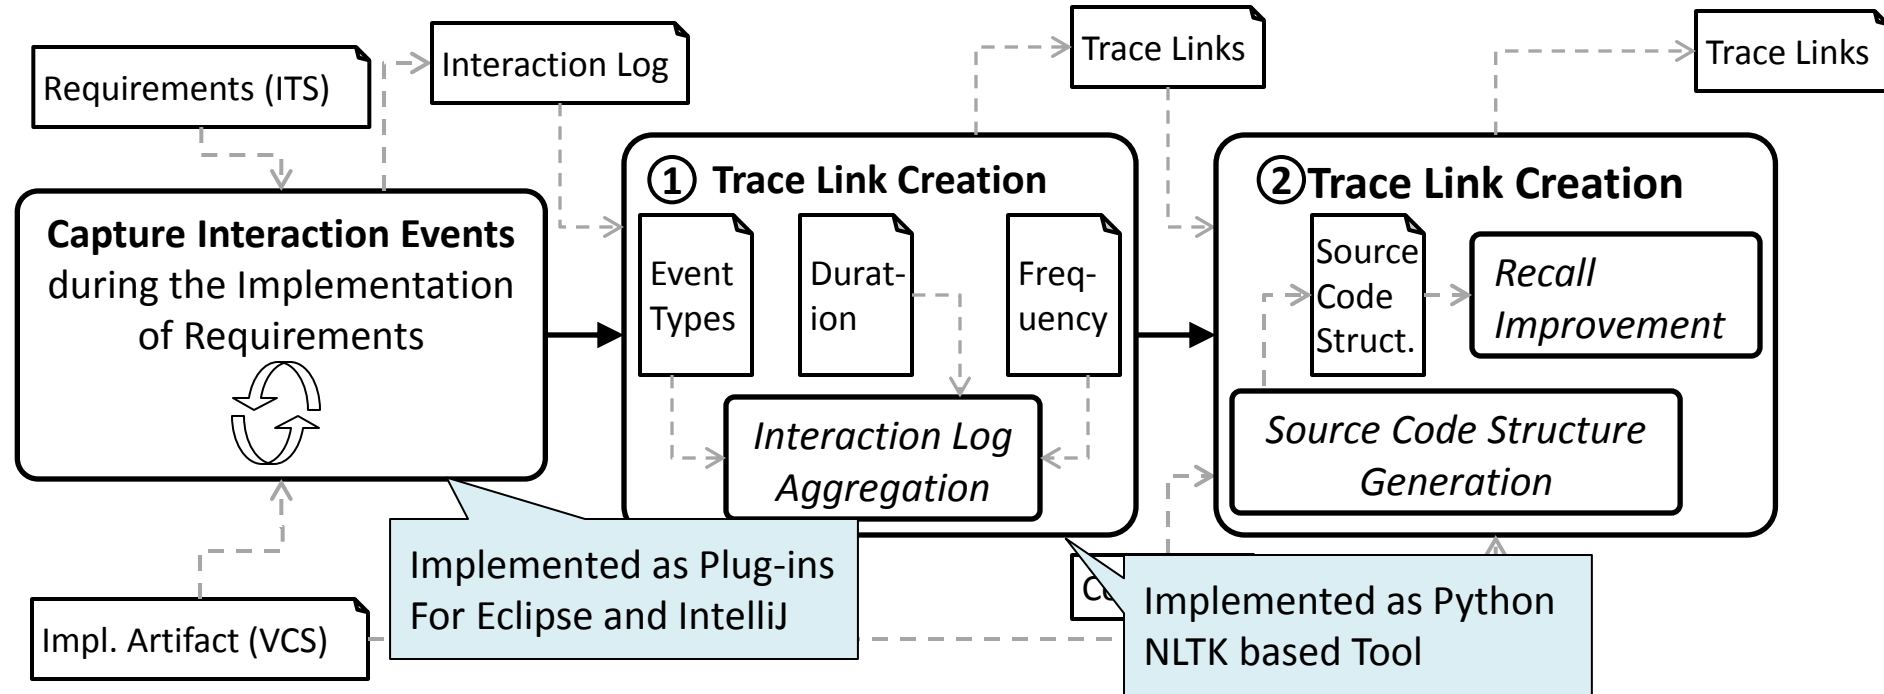 Requirements (ITS)
Interaction Log
Trace Links
Trace Links
Capture Interaction Events
during the Implementation
of Requirements
1 Trace Link Creation
Event
Types
Durat-
ion
Freq-
uency
Interaction Log
Aggregation
2 Trace Link Creation
Source
Code
Struct.
Recall
Improvement
Source Code Structure
Generation
Impl. Artifact (VCS)
Implemented as Plug-ins
For Eclipse and IntelliJ
Implemented as Python
NLTK based Tool